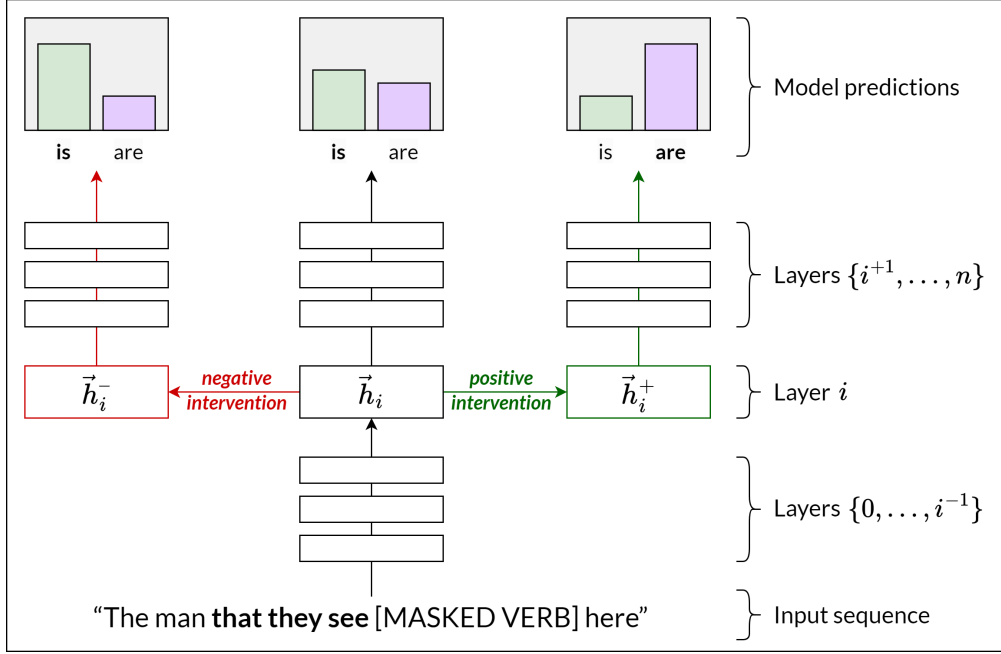 Model predictions
is are
is are
is are
Layers {i+1, . . . , n}
negative
intervention
positive
intervention
h⃗ᵢ⁻
h⃗ᵢ
h⃗ᵢ⁺
Layer i
Layers {0, . . . , i−1}
“The man that they see [MASKED VERB] here”
Input sequence